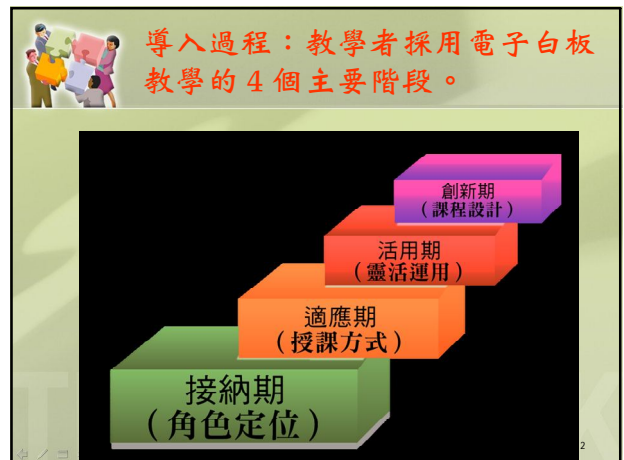 導入過程：教學者採用電子白板
教學的4個主要階段。
創新期
（課程設計）
活用期
（靈活運用）
適應期
（授課方式）
接納期
（角色定位）
2